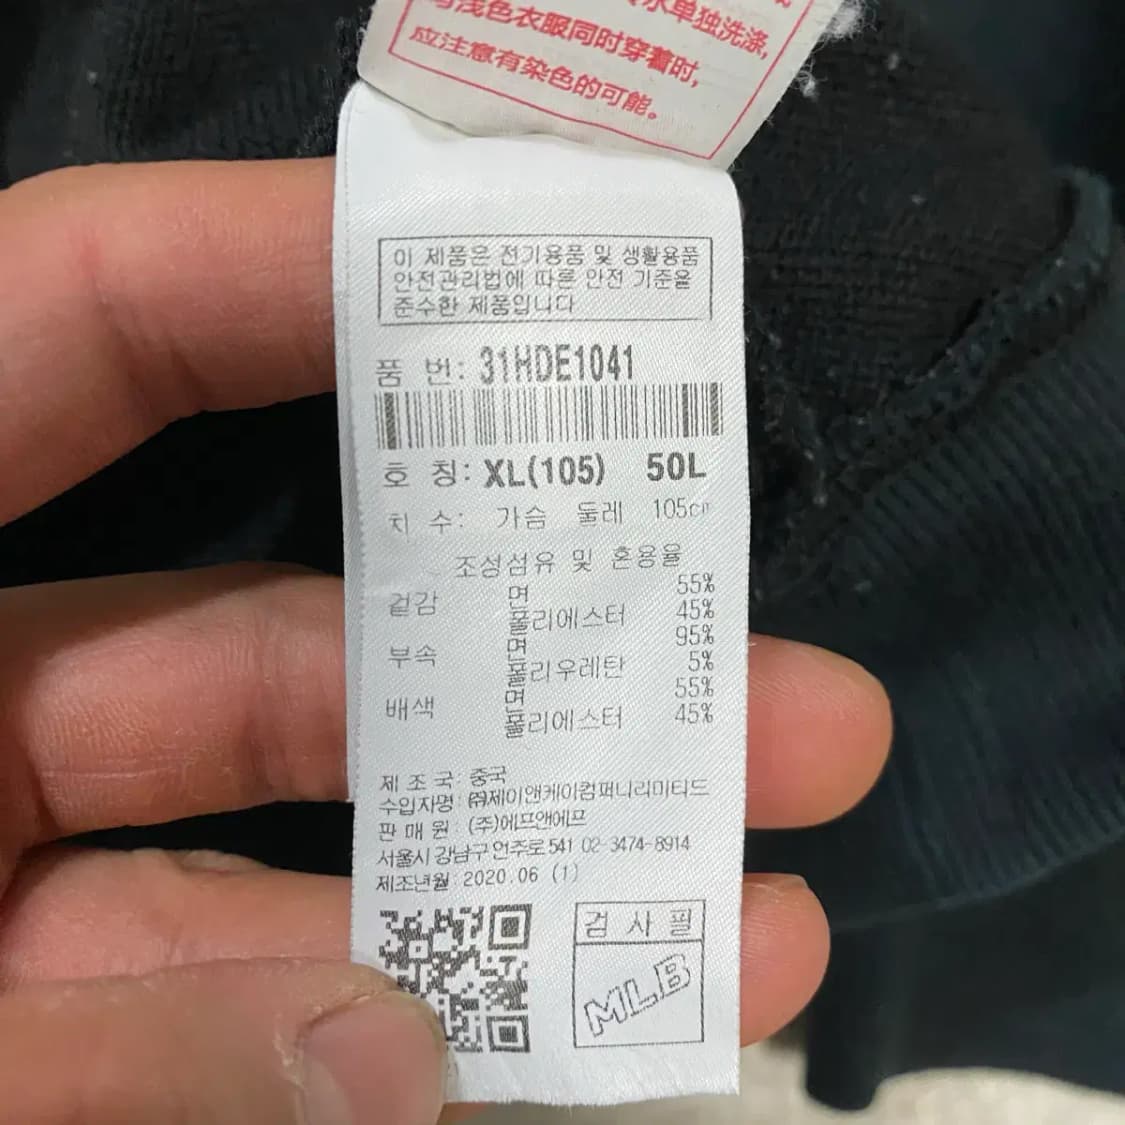 冷水单独洗涤,
与浅色衣服同时穿着时,
应注意有染色的可能。
이 제품은 전기용품 및 생활용품
안전관리법에 따른 안전 기준을
준수한 제품입니다
품 번: 31HDE1041
호 칭: XL(105) 50L
치 수: 가슴 둘레 105cm
조성섬유 및 혼용율
겉감 면 55%
폴리에스터 45%
부속 면 95%
폴리우레탄 5%
배색 면 55%
폴리에스터 45%
제 조 국: 중국
수입자명: ㈜제이앤케이컴퍼니리미티드
판 매 원: (주)에프앤에프
서울시 강남구 언주로 541 02-3474-8914
제조년월: 2020.06 (1)
검 사 필
MLB